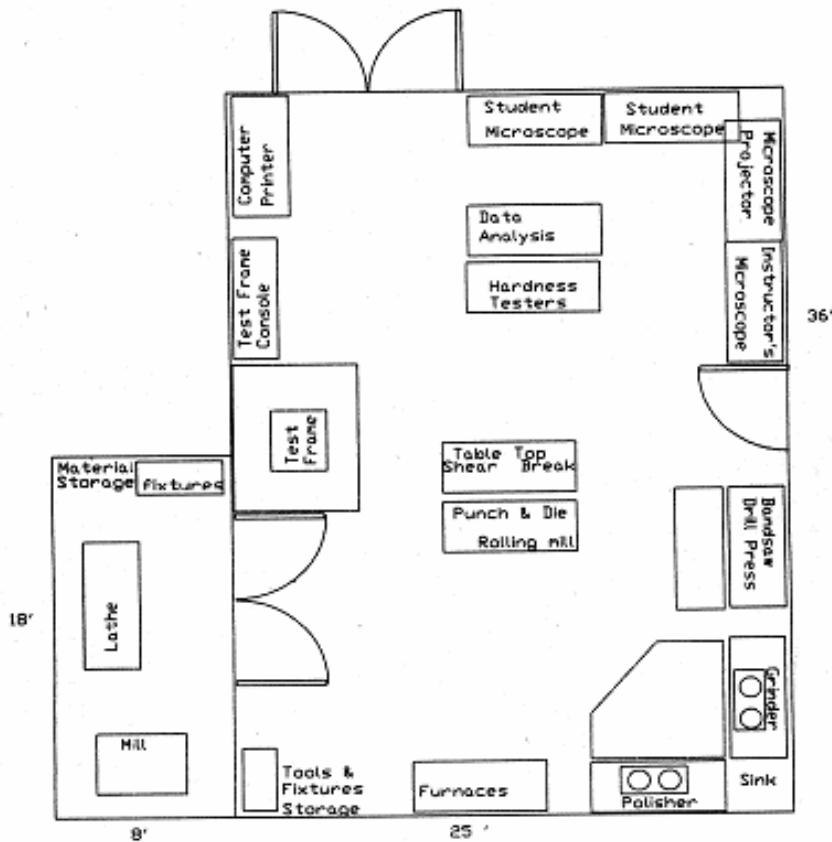 Student
Microscope
Student
Microscope
Computer
Printer
Microscope
Projector
Data
Analysis
Test Frame
Console
Hardness
Testers
Instructor's
Microscope
36'
Test
Frame
Table Top
Shear Break
Material
Storage
fixtures
Punch & Die
Rolling mill
Bandsaw
Drill Press
18'
Lathe
Grinder
Mill
Tools &
Fixtures
Storage
Furnaces
Polisher
Sink
8'
25 '